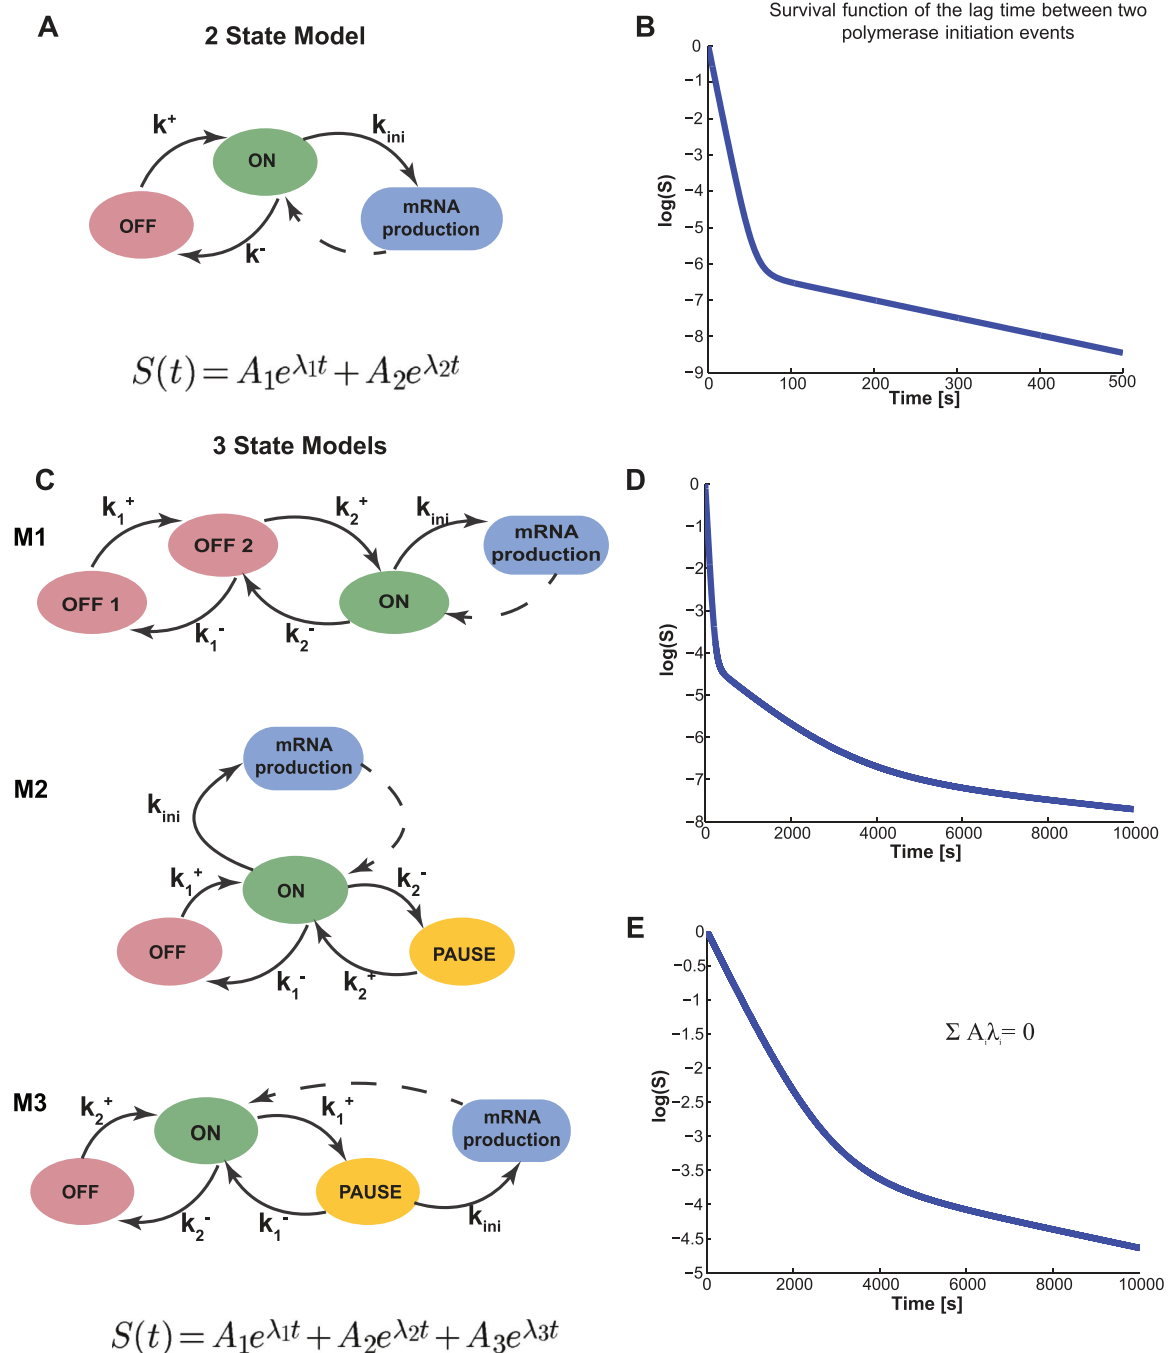 A
2 State Model
k⁺
ON
k_ini
OFF
mRNA
production
k⁻
S(t) = A₁e^{λ₁t} + A₂e^{λ₂t}
B
Survival function of the lag time between two
polymerase initiation events
log(S)
0
−1
−2
−3
−4
−5
−6
−7
−8
−9
0 100 200 300 400 500
Time [s]
3 State Models
C
M1
k₁⁺
OFF 2
k₂⁺
k_ini
mRNA
production
OFF 1
ON
k₁⁻
k₂⁻
M2
mRNA
production
k_ini
k₁⁺
ON
k₂⁻
OFF
PAUSE
k₁⁻
k₂⁺
M3
k₂⁺
ON
k₁⁺
mRNA
production
OFF
PAUSE
k₂⁻
k₁⁻
k_ini
S(t) = A₁e^{λ₁t} + A₂e^{λ₂t} + A₃e^{λ₃t}
D
log(S)
0
−1
−2
−3
−4
−5
−6
−7
−8
0 2000 4000 6000 8000 10000
Time [s]
E
log(S)
0
−0.5
−1
−1.5
−2
−2.5
−3
−3.5
−4
−4.5
−5
Σ Aᵢλᵢ= 0
0 2000 4000 6000 8000 10000
Time [s]